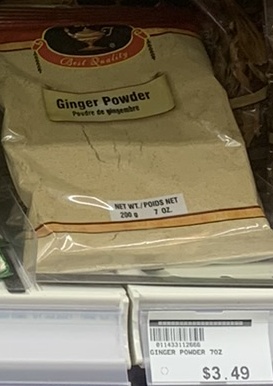 Best Quality
Ginger Powder
Poudre de gingembre
NET WT./POIDS NET
200 g 7 OZ.
011433112666
GINGER POWDER 7OZ
$3.49